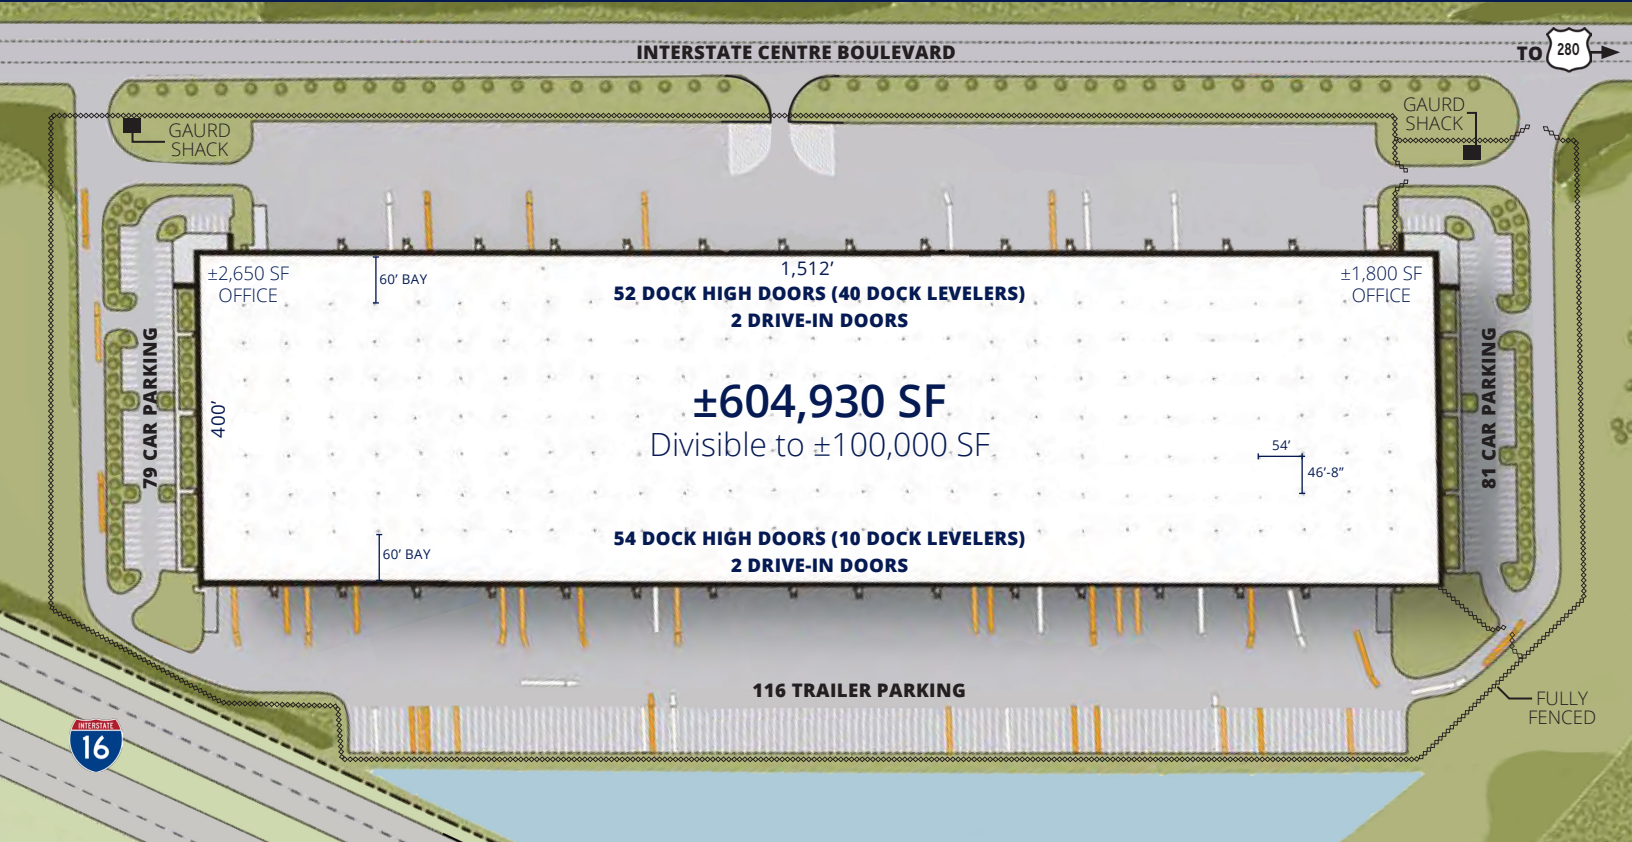 INTERSTATE CENTRE BOULEVARD
TO 280
GAURD
SHACK
GAURD
SHACK
±2,650 SF
OFFICE
60' BAY
1,512'
52 DOCK HIGH DOORS (40 DOCK LEVELERS)
2 DRIVE-IN DOORS
±1,800 SF
OFFICE
79 CAR PARKING
400'
±604,930 SF
Divisible to ±100,000 SF
54'
46'-8"
81 CAR PARKING
60' BAY
54 DOCK HIGH DOORS (10 DOCK LEVELERS)
2 DRIVE-IN DOORS
116 TRAILER PARKING
FULLY
FENCED
INTERSTATE
16